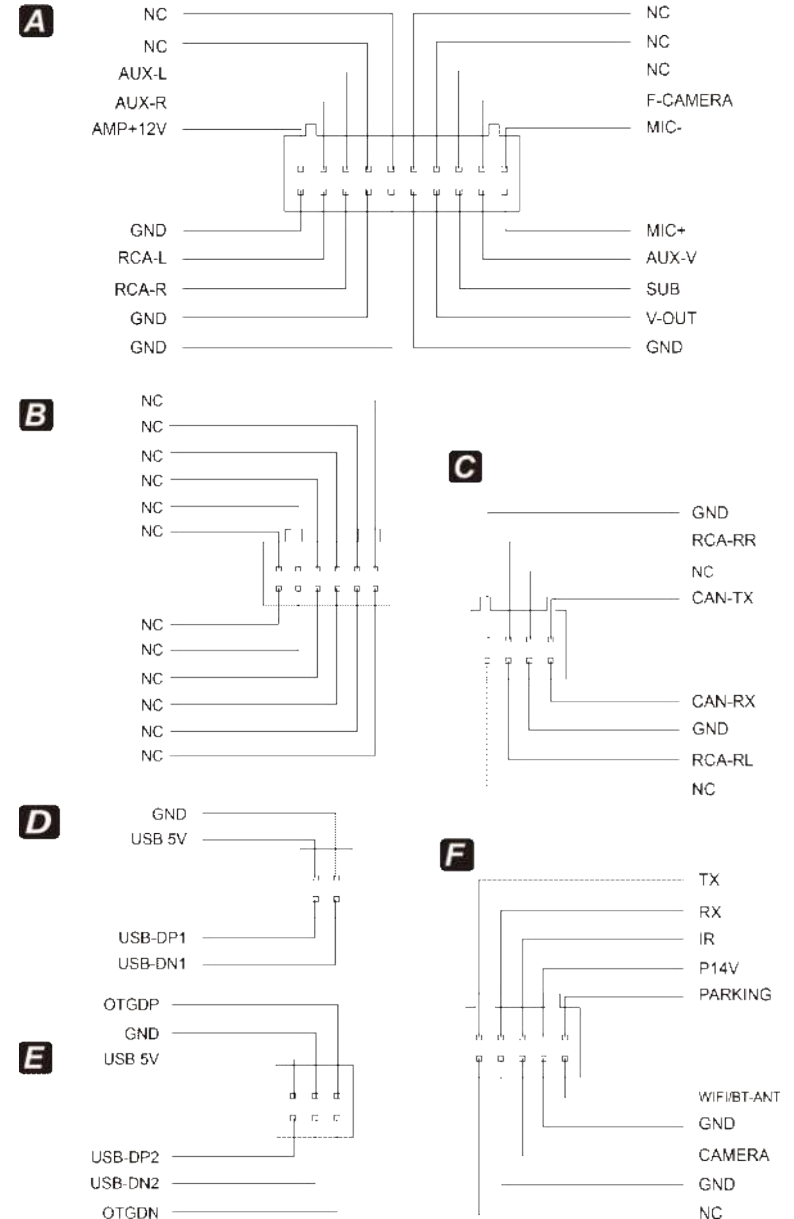 A
NC
NC
AUX-L
AUX-R
AMP+12V
NC
NC
NC
F-CAMERA
MIC-
GND
RCA-L
RCA-R
GND
GND
MIC+
AUX-V
SUB
V-OUT
GND
B
NC
NC
NC
NC
NC
NC
NC
NC
NC
NC
NC
NC
C
GND
RCA-RR
NC
CAN-TX
CAN-RX
GND
RCA-RL
NC
D
GND
USB 5V
USB-DP1
USB-DN1
E
OTGDP
GND
USB 5V
USB-DP2
USB-DN2
OTGDN
F
TX
RX
IR
P14V
PARKING
WIFI/BT-ANT
GND
CAMERA
GND
NC